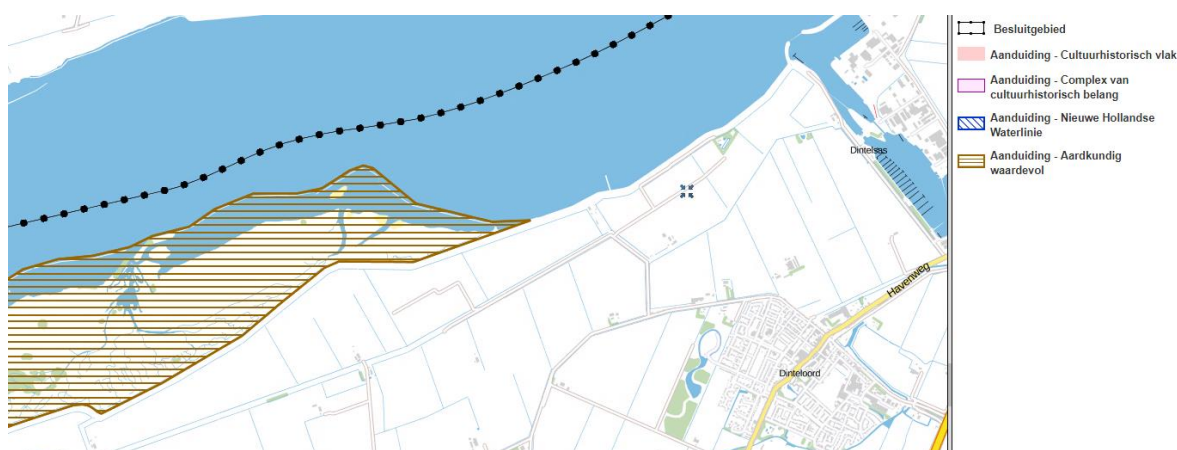 Dintelsas
Havenweg
Dinteloord
Besluitgebied
Aanduiding - Cultuurhistorisch vlak
Aanduiding - Complex van
cultuurhistorisch belang
Aanduiding - Nieuwe Hollandse
Waterlinie
Aanduiding - Aardkundig
waardevol